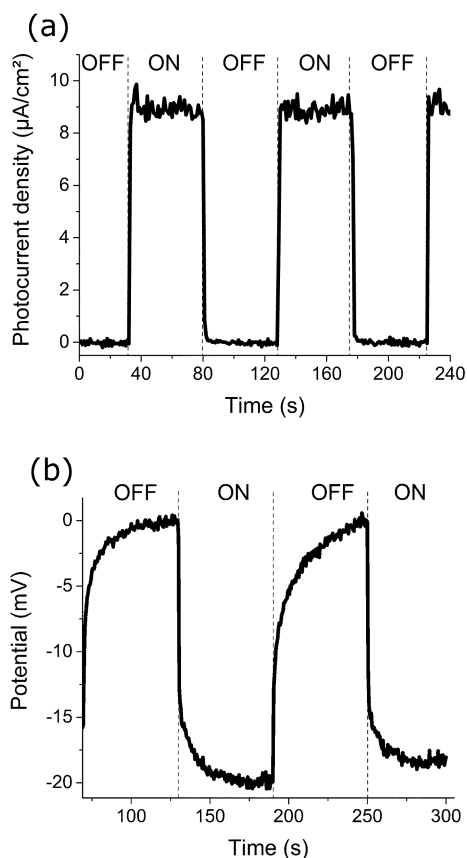 (a)
OFF ON OFF ON OFF
10
8
6
4
2
0
Photocurrent density (µA/cm²)
0 40 80 120 160 200 240
Time (s)
(b)
OFF ON OFF ON
0
-5
-10
-15
-20
Potential (mV)
100 150 200 250 300
Time (s)